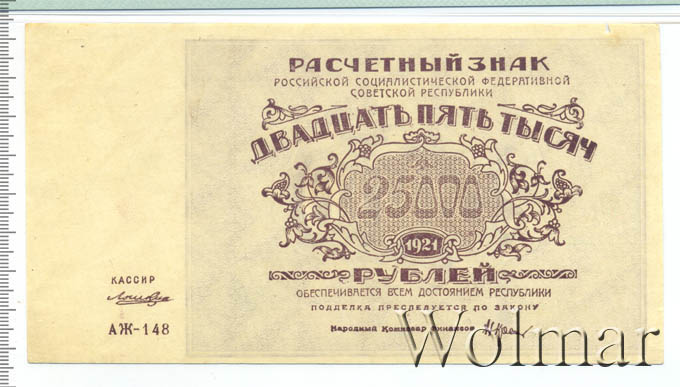 РАСЧЕТНЫЙ ЗНАК
РОССИЙСКОЙ СОЦИАЛИСТИЧЕСКОЙ ФЕДЕРАТИВНОЙ
СОВЕТСКОЙ РЕСПУБЛИКИ
ДВАДЦАТЬ ПЯТЬ ТЫСЯЧ
25000
1921
РУБЛЕЙ
ОБЕСПЕЧИВАЕТСЯ ВСЕМ ДОСТОЯНИЕМ РЕСПУБЛИКИ
ПОДДЕЛКА ПРЕСЛЕДУЕТСЯ ПО ЗАКОНУ
Народный Комиссар Финансов
КАССИР
АЖ-148
Wolmar